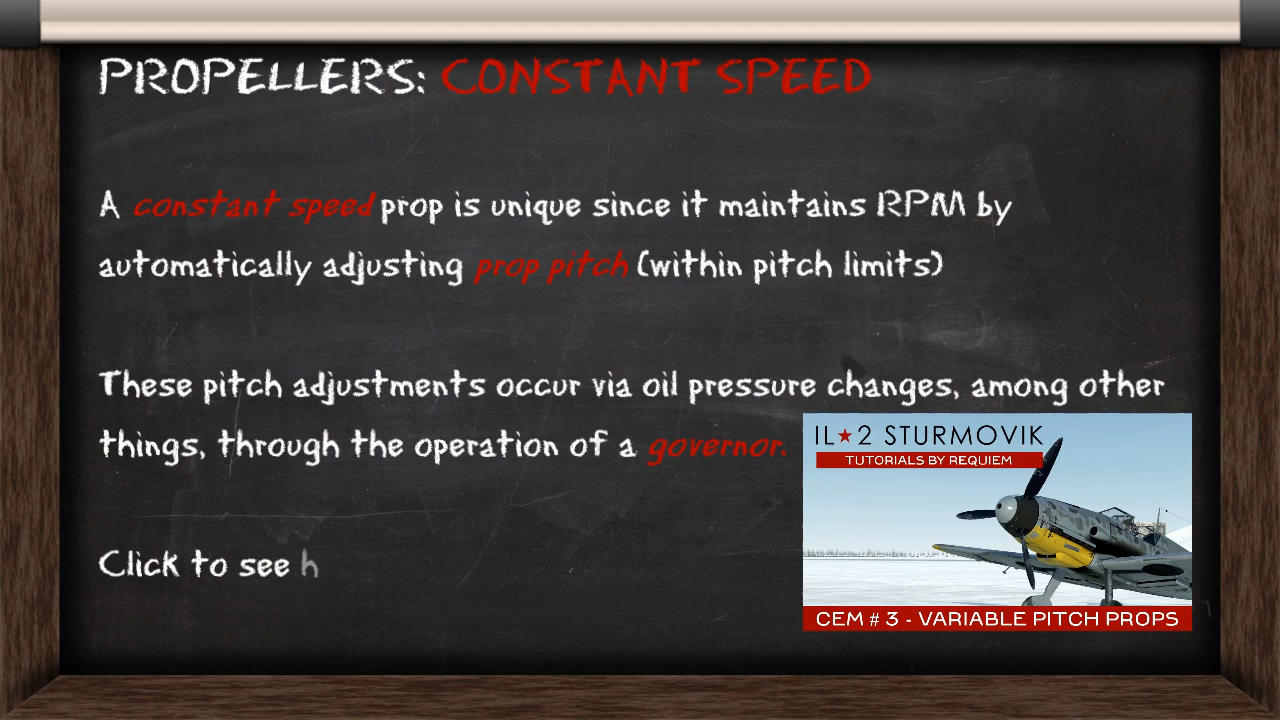 PROPELLERS: CONSTANT SPEED
A constant speed prop is unique since it maintains RPM by
automatically adjusting prop pitch (within pitch limits)
These pitch adjustments occur via oil pressure changes, among other
things, through the operation of a governor.
Click to see h
IL★2 STURMOVIK
TUTORIALS BY REQUIEM
CEM # 3 - VARIABLE PITCH PROPS